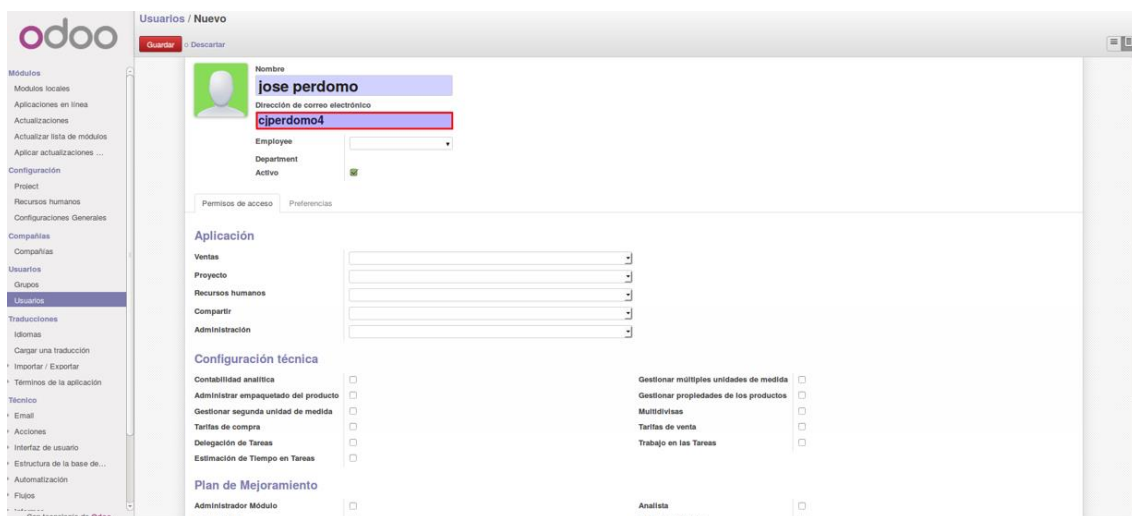 odoo
Usuarios / Nuevo
Guardar o Descartar
Módulos
Modulos locales
Aplicaciones en línea
Actualizaciones
Actualizar lista de módulos
Aplicar actualizaciones ...
Configuración
Project
Recursos humanos
Configuraciones Generales
Compañías
Compañías
Usuarios
Grupos
Usuarios
Traducciones
Idiomas
Cargar una traducción
Importar / Exportar
Términos de la aplicación
Técnico
Email
Acciones
Interfaz de usuario
Estructura de la base de...
Automatización
Flujos
Nombre
jose perdomo
Dirección de correo electrónico
cjperdomo4
Employee
Department
Activo
Permisos de acceso Preferencias
Aplicación
Ventas
Proyecto
Recursos humanos
Compartir
Administración
Configuración técnica
Contabilidad analítica Gestionar múltiples unidades de medida
Administrar empaquetado del producto Gestionar propiedades de los productos
Gestionar segunda unidad de medida Multidivisas
Tarifas de compra Tarifas de venta
Delegación de Tareas Trabajo en las Tareas
Estimación de Tiempo en Tareas
Plan de Mejoramiento
Administrador Módulo Analista